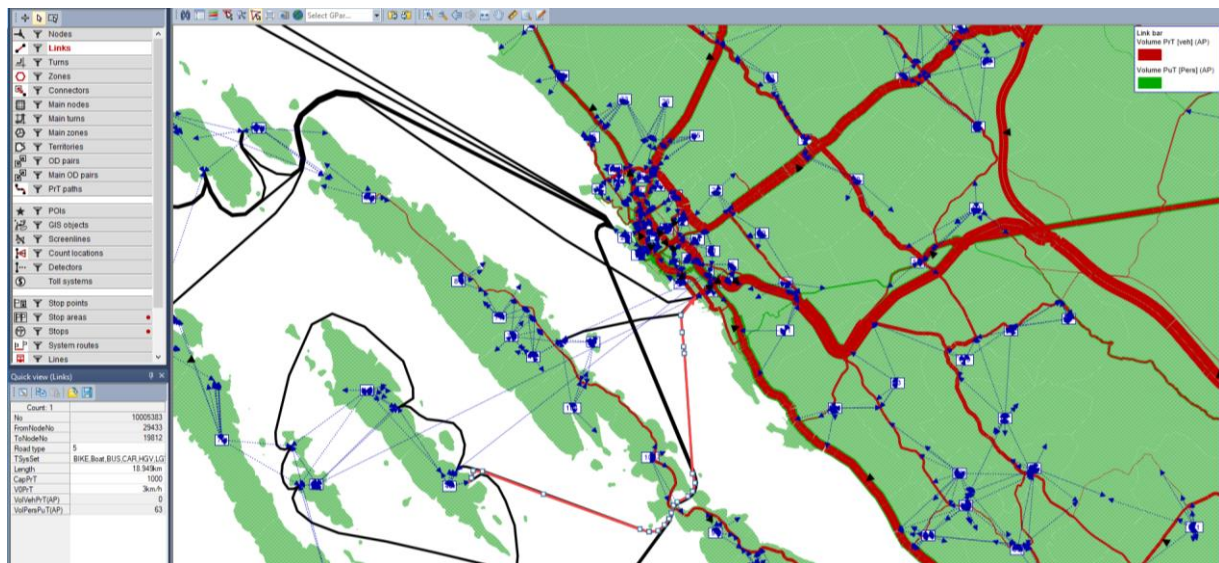 Select GPar...
Nodes
Links
Turns
Zones
Connectors
Main nodes
Main turns
Main zones
Territories
OD pairs
Main OD pairs
PrT paths
POIs
GIS objects
Screenlines
Count locations
Detectors
Toll systems
Stop points
Stop areas
Stops
System routes
Lines
Quick view (Links)
Count: 1
No 10005383
FromNodeNo 29433
ToNodeNo 19812
Road type 5
TSysSet BIKE,Boat,BUS,CAR,HGV,LG
Length 18.949km
CapPrT 1000
V0PrT 3km/h
VolVehPrT(AP) 0
VolPersPuT(AP) 63
Link bar
Volume PrT [veh] (AP)
Volume PuT [Pers] (AP)